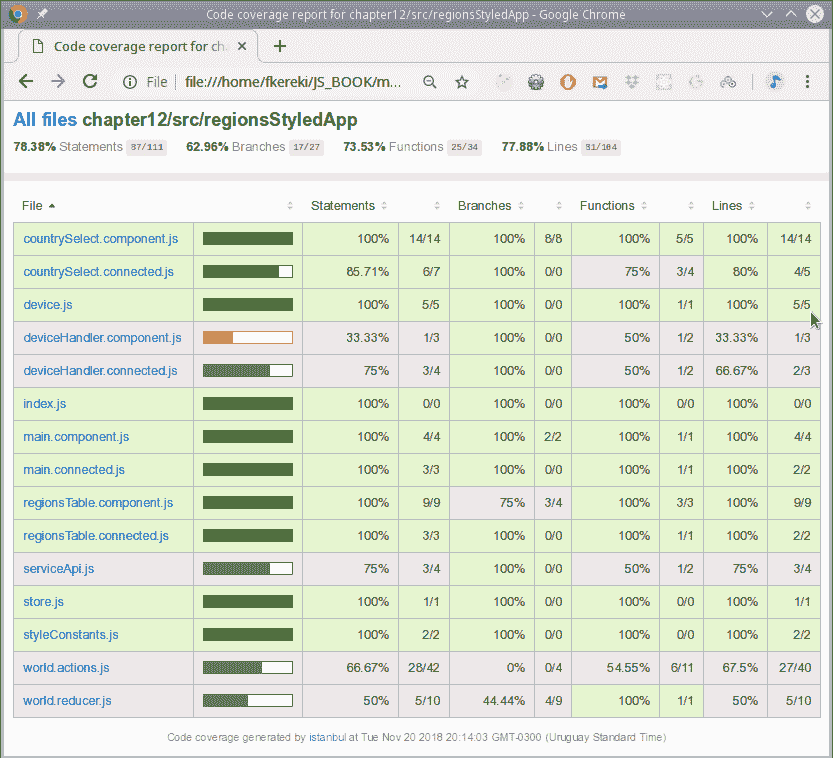 Code coverage report for chapter12/src/regionsStyledApp - Google Chrome
Code coverage report for ch
File file:///home/fkereki/JS_BOOK/m...
All files chapter12/src/regionsStyledApp
78.38% Statements 87/111 62.96% Branches 17/27 73.53% Functions 25/34 77.88% Lines 81/104
File Statements Branches Functions Lines
countrySelect.component.js 100% 14/14 100% 8/8 100% 5/5 100% 14/14
countrySelect.connected.js 85.71% 6/7 100% 0/0 75% 3/4 80% 4/5
device.js 100% 5/5 100% 0/0 100% 1/1 100% 5/5
deviceHandler.component.js 33.33% 1/3 100% 0/0 50% 1/2 33.33% 1/3
deviceHandler.connected.js 75% 3/4 100% 0/0 50% 1/2 66.67% 2/3
index.js 100% 0/0 100% 0/0 100% 0/0 100% 0/0
main.component.js 100% 4/4 100% 2/2 100% 1/1 100% 4/4
main.connected.js 100% 3/3 100% 0/0 100% 1/1 100% 2/2
regionsTable.component.js 100% 9/9 75% 3/4 100% 3/3 100% 9/9
regionsTable.connected.js 100% 3/3 100% 0/0 100% 1/1 100% 2/2
serviceApi.js 75% 3/4 100% 0/0 50% 1/2 75% 3/4
store.js 100% 1/1 100% 0/0 100% 0/0 100% 1/1
styleConstants.js 100% 2/2 100% 0/0 100% 0/0 100% 2/2
world.actions.js 66.67% 28/42 0% 0/4 54.55% 6/11 67.5% 27/40
world.reducer.js 50% 5/10 44.44% 4/9 100% 1/1 50% 5/10
Code coverage generated by istanbul at Tue Nov 20 2018 20:14:03 GMT-0300 (Uruguay Standard Time)